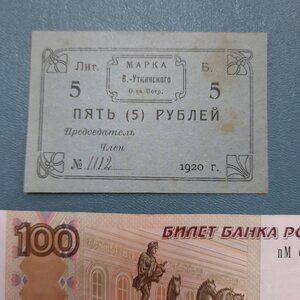 Лит. МАРКА Б.
В.-Уткинского
5 О-ва Потр. 5
ПЯТЬ (5) РУБЛЕЙ
Председатель
Член
№ 1112 1920 г.
БИЛЕТ БАНКА РО
100 пМ